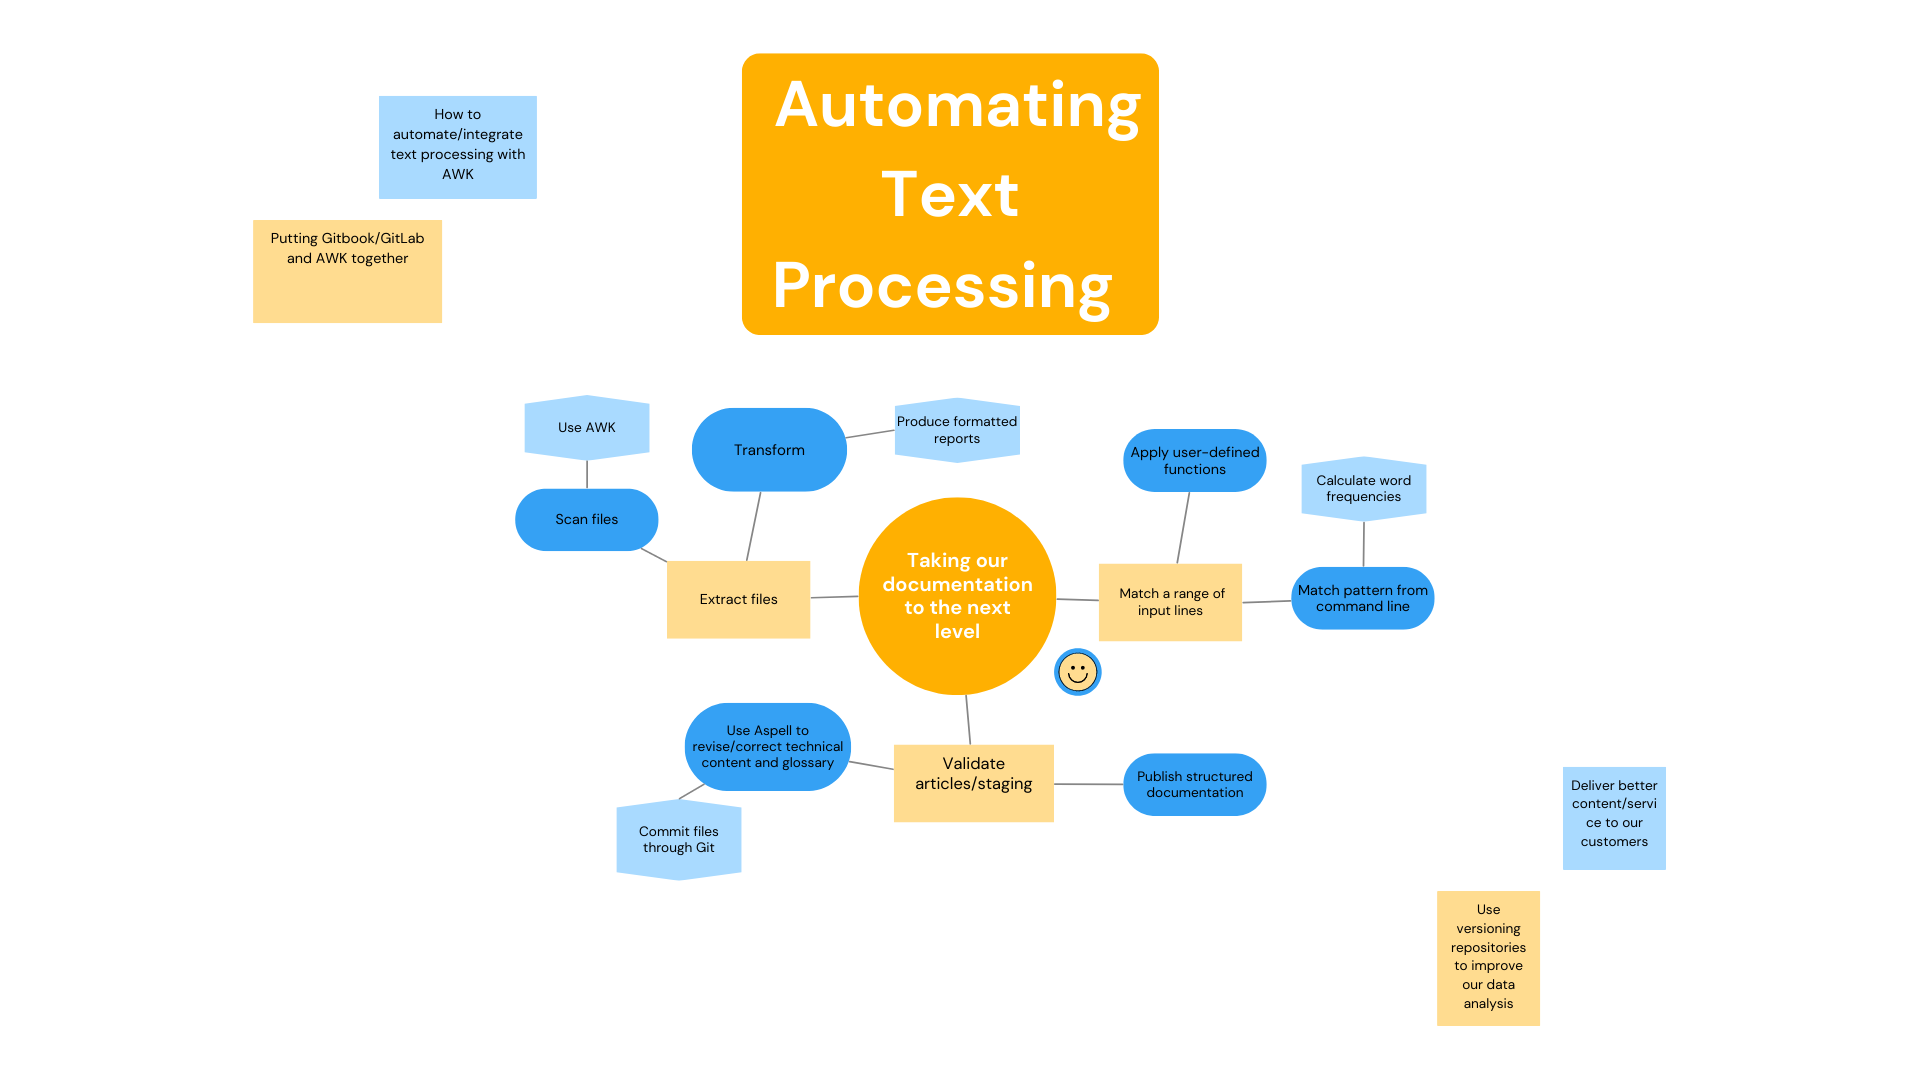 Automating
Text
Processing
How to
automate/integrate
text processing with
AWK
Putting Gitbook/GitLab
and AWK together
Use AWK
Scan files
Transform
Produce formatted
reports
Extract files
Taking our
documentation
to the next
level
Apply user-defined
functions
Calculate word
frequencies
Match a range of
input lines
Match pattern from
command line
Use Aspell to
revise/correct technical
content and glossary
Commit files
through Git
Validate
articles/staging
Publish structured
documentation
Deliver better
content/servi
ce to our
customers
Use
versioning
repositories
to improve
our data
analysis